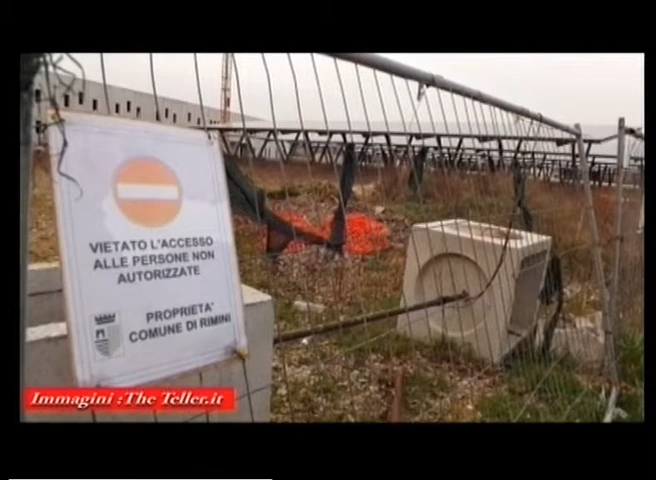 VIETATO L'ACCESSO
ALLE PERSONE NON
AUTORIZZATE
PROPRIETA'
COMUNE DI RIMINI
Immagini :The Teller.it